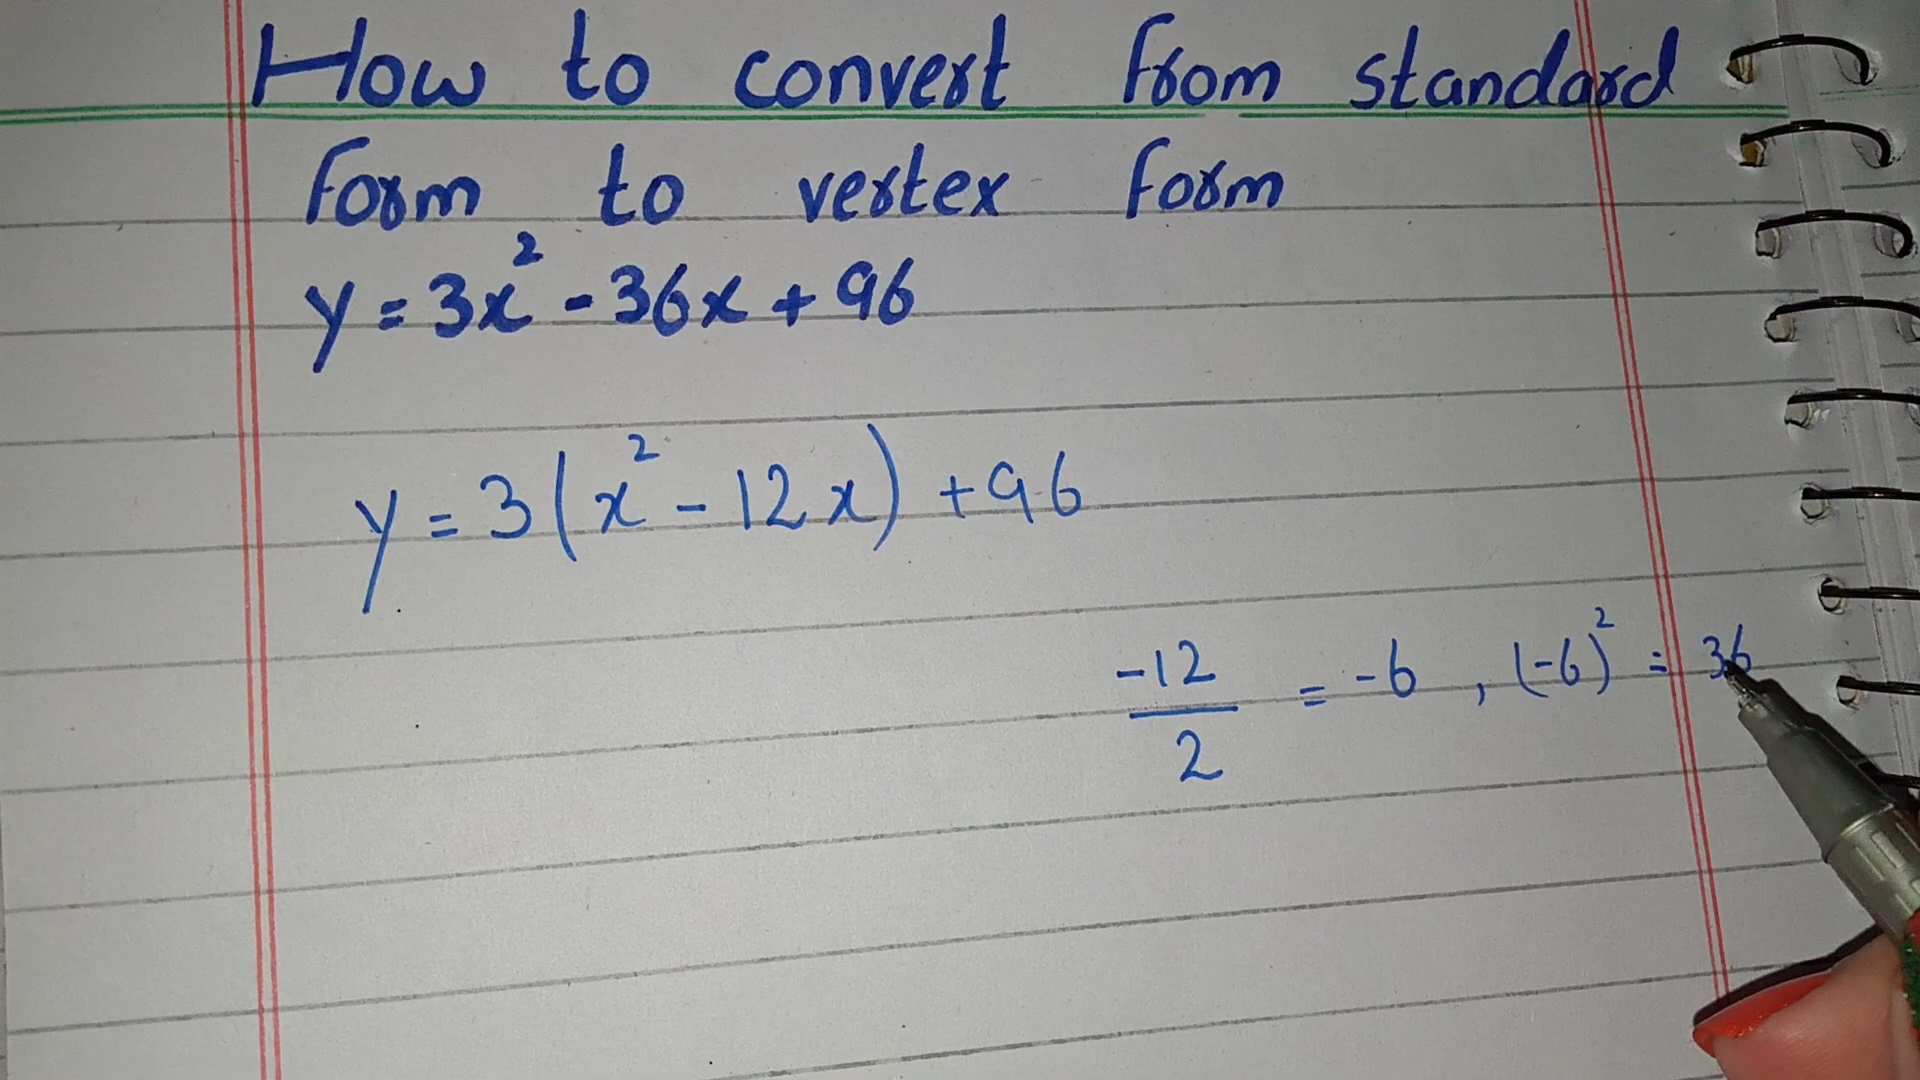 How to convert from standard
form to vertex form
y = 3x² - 36x + 96
y = 3(x² - 12x) + 96
-12/2 = -6 , (-6)² = 36